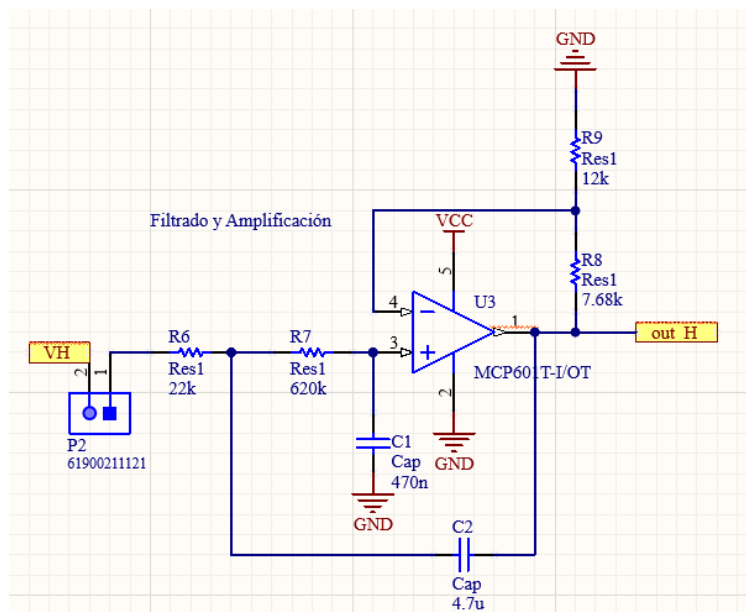 GND
R9
Res1
12k
Filtrado y Amplificación
VCC
R8
Res1
7.68k
5
U3
4
1
out_H
3
MCP601T-I/OT
2
GND
VH
R6
Res1
22k
R7
Res1
620k
2
1
P2
61900211121
C1
Cap
470n
GND
C2
Cap
4.7u